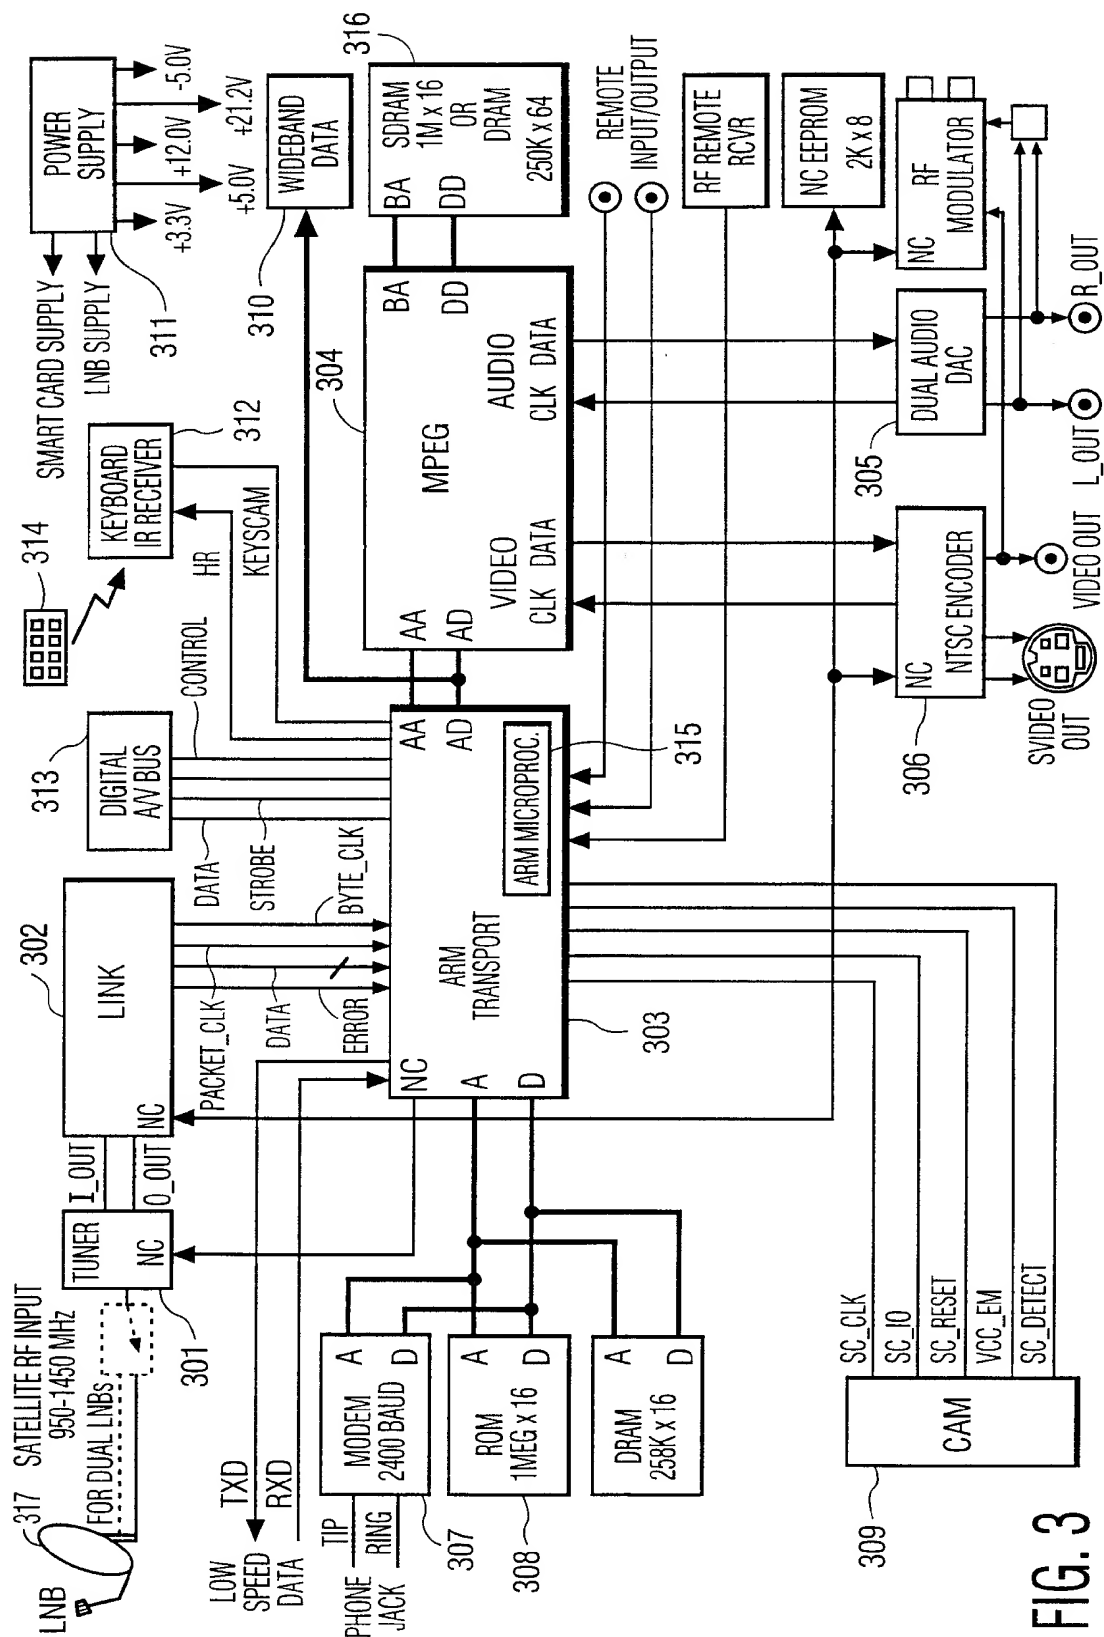 317
LNB
SATELLITE RF INPUT
950-1450 MHz
FOR DUAL LNBs
301
TUNER
NC
I_OUT
O_OUT
302
LINK
NC
PACKET_CLK
DATA
ERROR
BYTE_CLK
313
DIGITAL
A/V BUS
DATA
STROBE
CONTROL
314
KEYBOARD
IR RECEIVER
312
HR
KEYSCAM
SMART CARD SUPPLY
LNB SUPPLY
311
POWER
SUPPLY
+3.3V
+5.0V
+12.0V
+21.2V
-5.0V
310
WIDEBAND
DATA
316
SDRAM
1M x 16
OR
DRAM
250K x 64
BA
DD
304
MPEG
BA
DD
AA
AD
VIDEO
CLK DATA
AUDIO
CLK DATA
LOW
SPEED
DATA
TXD
RXD
PHONE
JACK
TIP
RING
307
MODEM
2400 BAUD
A
D
308
ROM
1MEG x 16
A
D
DRAM
258K x 16
A
D
NC
A
D
ARM
TRANSPORT
303
AA
AD
ARM MICROPROC.
315
REMOTE
INPUT/OUTPUT
RF REMOTE
RCVR
NC EEPROM
2K x 8
RF
MODULATOR
NC
DUAL AUDIO
DAC
305
L_OUT
R_OUT
NC
NTSC ENCODER
306
SVIDEO
OUT
VIDEO OUT
309
CAM
SC_CLK
SC_IO
SC_RESET
VCC_EM
SC_DETECT
FIG. 3